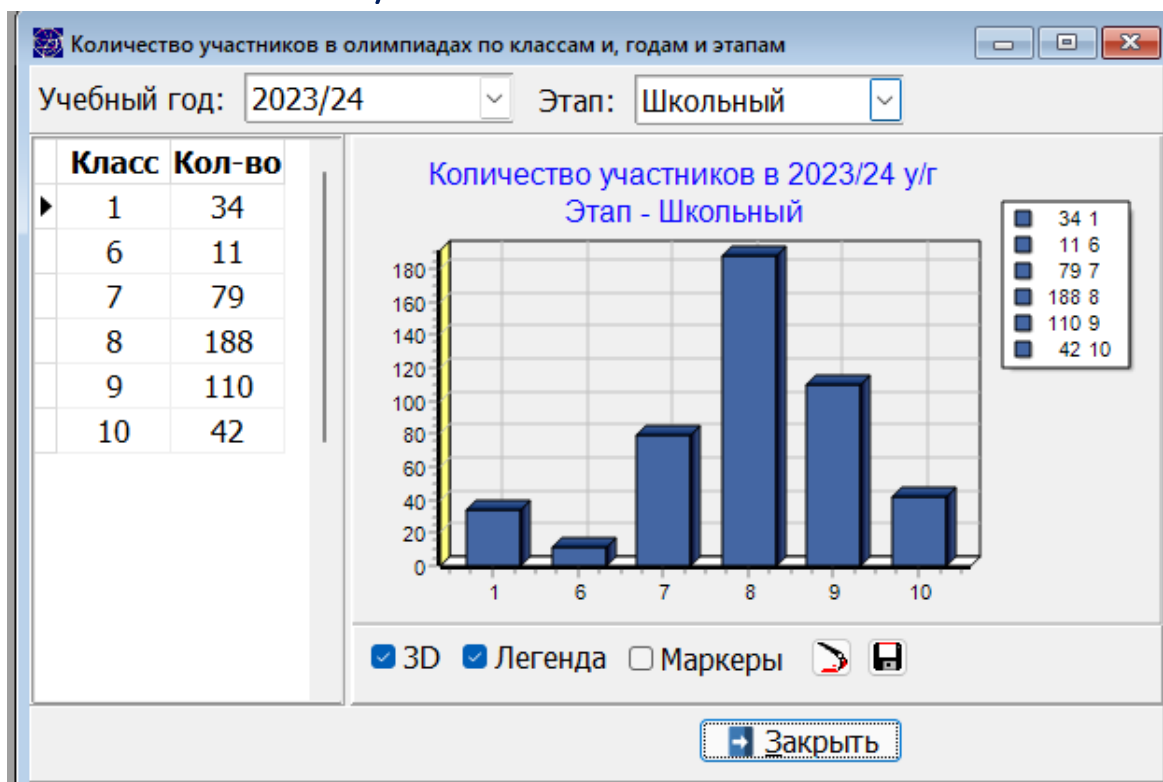 Количество участников в олимпиадах по классам и, годам и этапам
Учебный год: 2023/24 Этап: Школьный
Класс Кол-во
1 34
6 11
7 79
8 188
9 110
10 42
Количество участников в 2023/24 у/г
Этап - Школьный
180
160
140
120
100
80
60
40
20
0
1 6 7 8 9 10
34 1
11 6
79 7
188 8
110 9
42 10
3D Легенда Маркеры
Закрыть